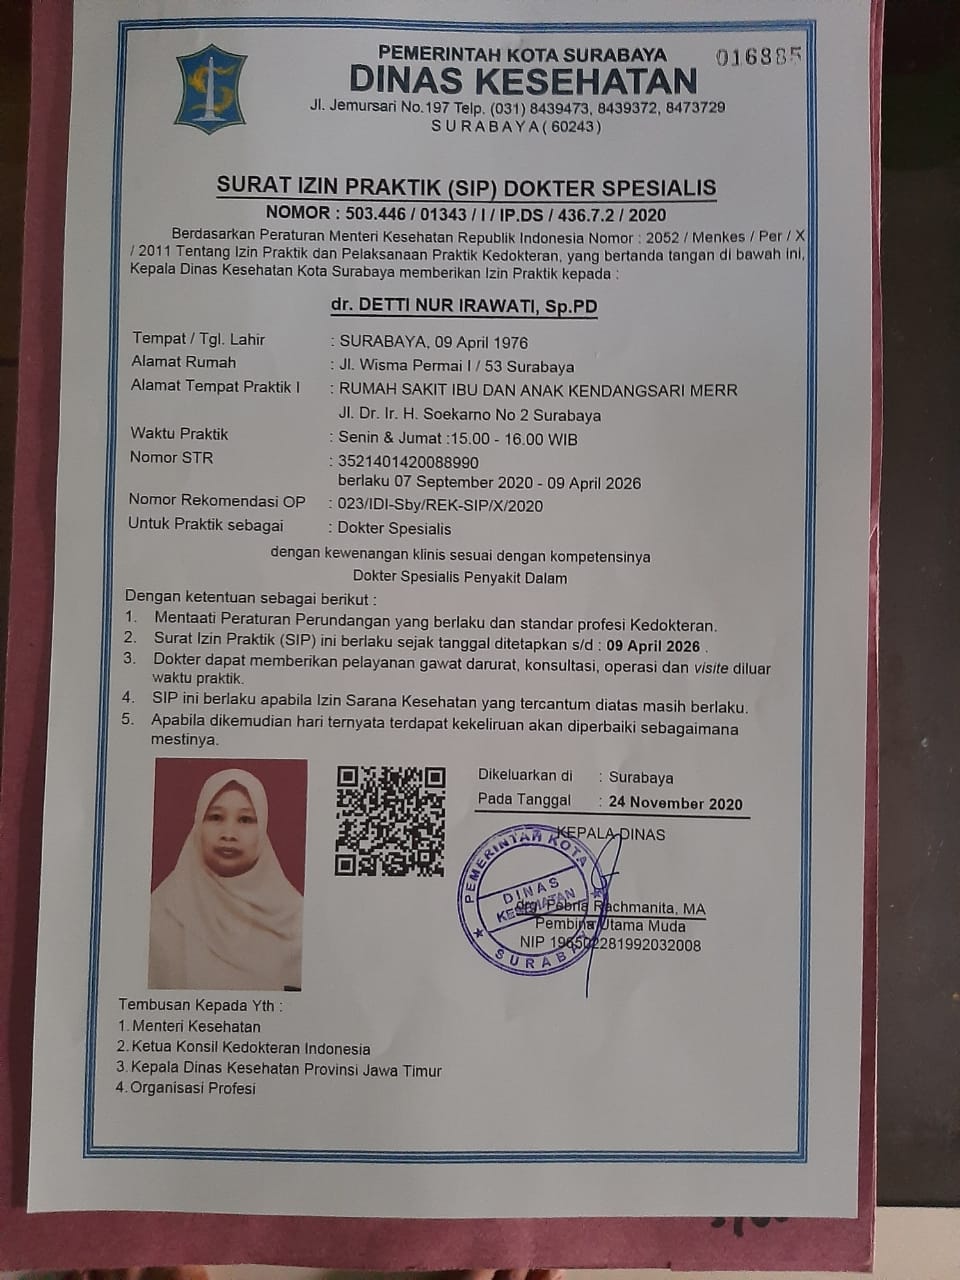 PEMERINTAH KOTA SURABAYA
016885
DINAS KESEHATAN
Jl. Jemursari No.197 Telp. (031) 8439473, 8439372, 8473729
SURABAYA ( 60243 )
SURAT IZIN PRAKTIK (SIP) DOKTER SPESIALIS
NOMOR : 503.446 / 01343 / I / IP.DS / 436.7.2 / 2020
Berdasarkan Peraturan Menteri Kesehatan Republik Indonesia Nomor : 2052 / Menkes / Per / X
/ 2011 Tentang Izin Praktik dan Pelaksanaan Praktik Kedokteran, yang bertanda tangan di bawah ini,
Kepala Dinas Kesehatan Kota Surabaya memberikan Izin Praktik kepada :
dr. DETTI NUR IRAWATI, Sp.PD
Tempat / Tgl. Lahir : SURABAYA, 09 April 1976
Alamat Rumah : Jl. Wisma Permai I / 53 Surabaya
Alamat Tempat Praktik I : RUMAH SAKIT IBU DAN ANAK KENDANGSARI MERR
Jl. Dr. Ir. H. Soekarno No 2 Surabaya
Waktu Praktik : Senin & Jumat :15.00 - 16.00 WIB
Nomor STR : 3521401420088990
berlaku 07 September 2020 - 09 April 2026
Nomor Rekomendasi OP : 023/IDI-Sby/REK-SIP/X/2020
Untuk Praktik sebagai : Dokter Spesialis
dengan kewenangan klinis sesuai dengan kompetensinya
Dokter Spesialis Penyakit Dalam
Dengan ketentuan sebagai berikut :
1. Mentaati Peraturan Perundangan yang berlaku dan standar profesi Kedokteran.
2. Surat Izin Praktik (SIP) ini berlaku sejak tanggal ditetapkan s/d : 09 April 2026 .
3. Dokter dapat memberikan pelayanan gawat darurat, konsultasi, operasi dan visite diluar
waktu praktik.
4. SIP ini berlaku apabila Izin Sarana Kesehatan yang tercantum diatas masih berlaku.
5. Apabila dikemudian hari ternyata terdapat kekeliruan akan diperbaiki sebagaimana
mestinya.
Dikeluarkan di : Surabaya
Pada Tanggal : 24 November 2020
KEPALA DINAS
PEMERINTAH KOTA
DINAS
KESEHATAN
SURABAYA
Febria Rachmanita, MA
Pembina Utama Muda
NIP 196502281992032008
Tembusan Kepada Yth :
1. Menteri Kesehatan
2. Ketua Konsil Kedokteran Indonesia
3. Kepala Dinas Kesehatan Provinsi Jawa Timur
4. Organisasi Profesi